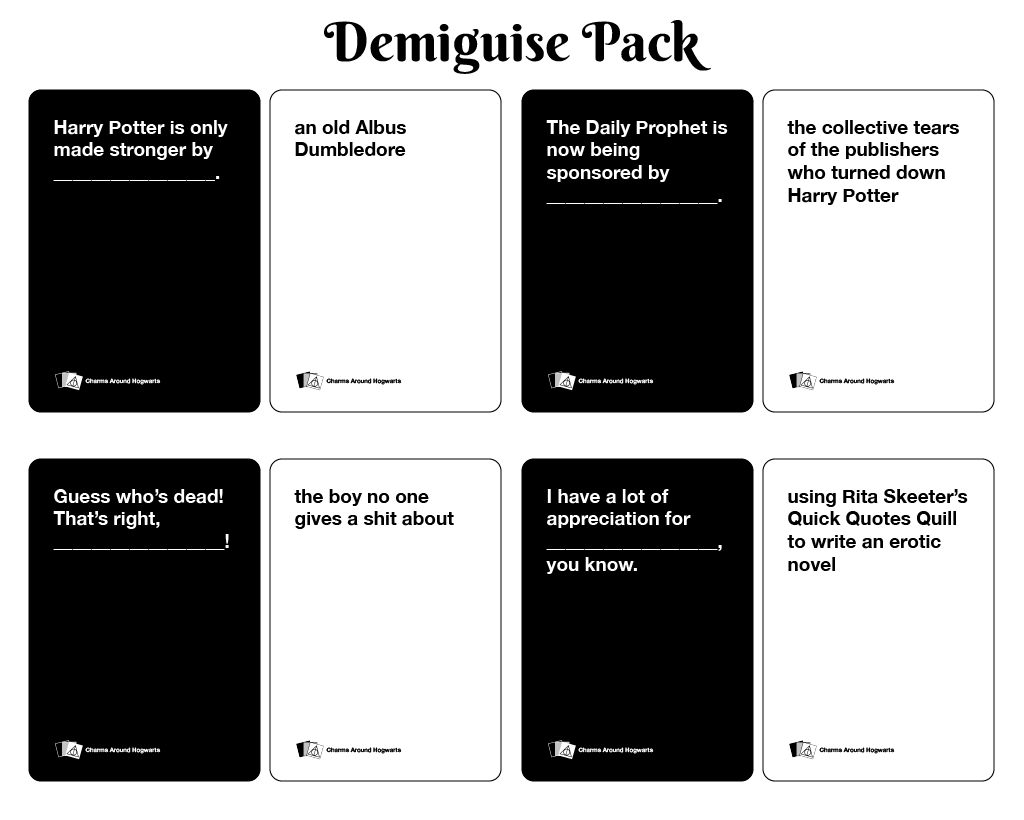 Demiguise Pack
Harry Potter is only
made stronger by
_________________.
Charms Around Hogwarts
an old Albus
Dumbledore
Charms Around Hogwarts
The Daily Prophet is
now being
sponsored by
__________________.
Charms Around Hogwarts
the collective tears
of the publishers
who turned down
Harry Potter
Charms Around Hogwarts
Guess who’s dead!
That’s right,
__________________!
Charms Around Hogwarts
the boy no one
gives a shit about
Charms Around Hogwarts
I have a lot of
appreciation for
__________________,
you know.
Charms Around Hogwarts
using Rita Skeeter’s
Quick Quotes Quill
to write an erotic
novel
Charms Around Hogwarts